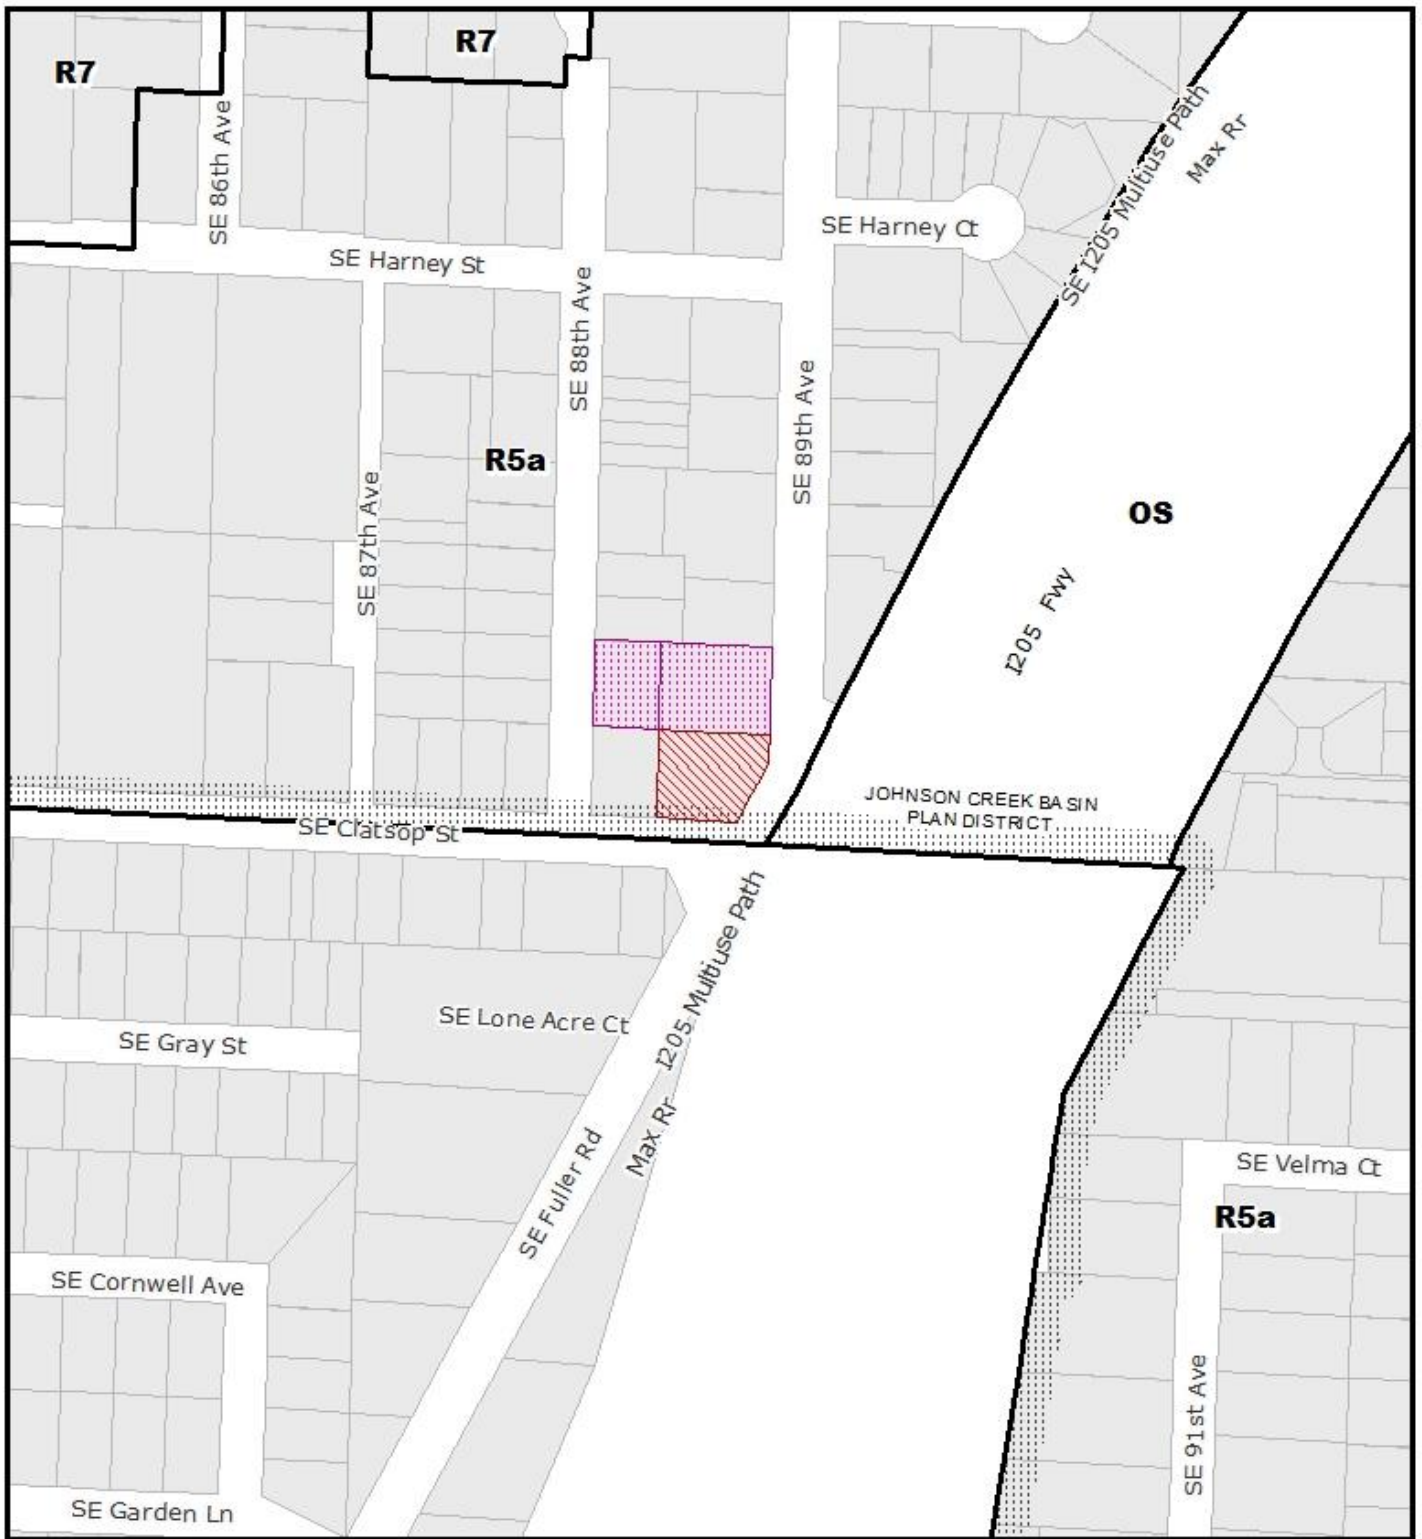 R7
R7
SE 86th Ave
SE I205 Multiuse Path
Max Rr
SE Harney Ct
SE Harney St
SE 88th Ave
SE 89th Ave
R5a
SE 87th Ave
OS
I205 Fwy
JOHNSON CREEK BASIN
PLAN DISTRICT
SE Clatsop St
I205 Multiuse Path
SE Lone Acre Ct
SE Gray St
Max Rr
SE Fuller Rd
SE Velma Ct
R5a
SE Cornwell Ave
SE 91st Ave
SE Garden Ln